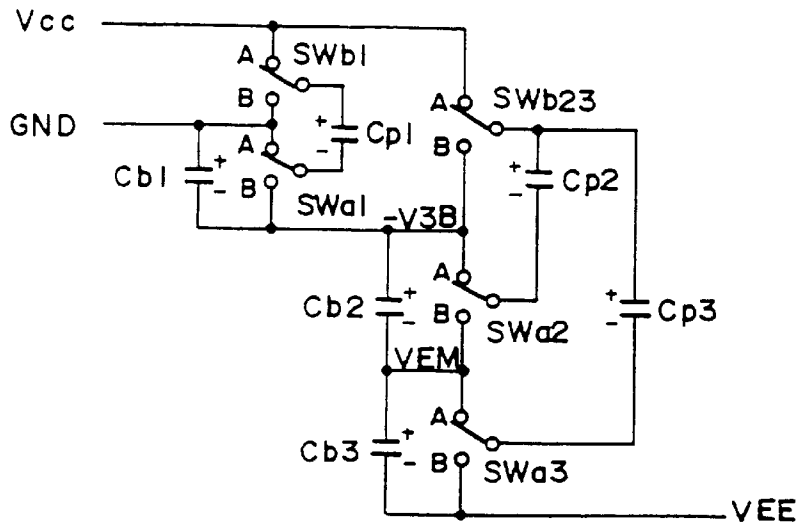 Vcc
A SWb1
B
GND
+
-
Cp1
A
B
SWa1
Cb1
+
-
A SWb23
B
+
-
Cp2
-V3B
A
B
SWa2
Cb2
+
-
+
-
Cp3
VEM
A
B
SWa3
Cb3
+
-
VEE